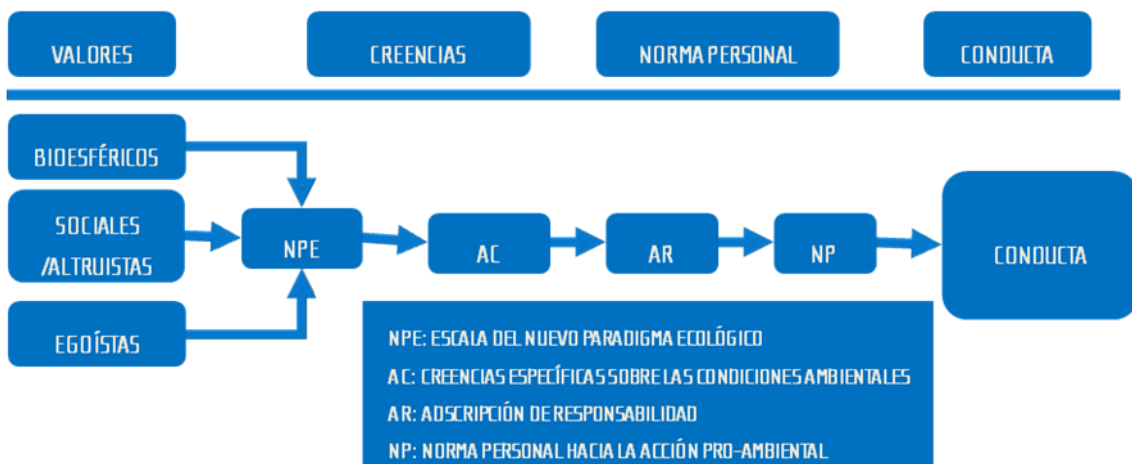 VALORES
CREENCIAS
NORMA PERSONAL
CONDUCTA
BIOESFÉRICOS
SOCIALES
/ALTRUISTAS
EGOÍSTAS
NPE
AC
AR
NP
CONDUCTA
NPE: ESCALA DEL NUEVO PARADIGMA ECOLÓGICO
AC: CREENCIAS ESPECÍFICAS SOBRE LAS CONDICIONES AMBIENTALES
AR: ADSCRIPCIÓN DE RESPONSABILIDAD
NP: NORMA PERSONAL HACIA LA ACCIÓN PRO-AMBIENTAL